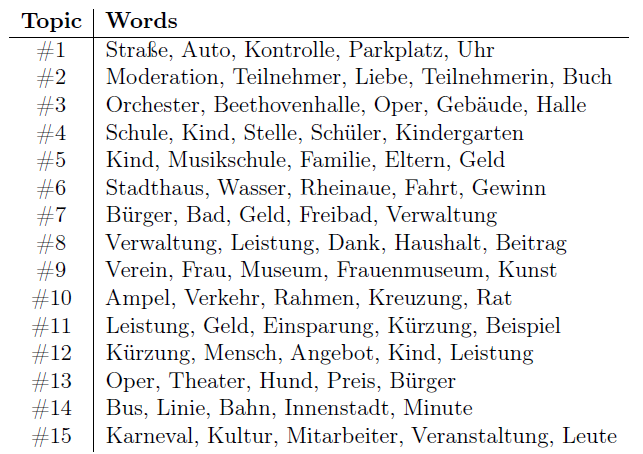 Topic Words
#1 Straße, Auto, Kontrolle, Parkplatz, Uhr
#2 Moderation, Teilnehmer, Liebe, Teilnehmerin, Buch
#3 Orchester, Beethovenhalle, Oper, Gebäude, Halle
#4 Schule, Kind, Stelle, Schüler, Kindergarten
#5 Kind, Musikschule, Familie, Eltern, Geld
#6 Stadthaus, Wasser, Rheinaue, Fahrt, Gewinn
#7 Bürger, Bad, Geld, Freibad, Verwaltung
#8 Verwaltung, Leistung, Dank, Haushalt, Beitrag
#9 Verein, Frau, Museum, Frauenmuseum, Kunst
#10 Ampel, Verkehr, Rahmen, Kreuzung, Rat
#11 Leistung, Geld, Einsparung, Kürzung, Beispiel
#12 Kürzung, Mensch, Angebot, Kind, Leistung
#13 Oper, Theater, Hund, Preis, Bürger
#14 Bus, Linie, Bahn, Innenstadt, Minute
#15 Karneval, Kultur, Mitarbeiter, Veranstaltung, Leute